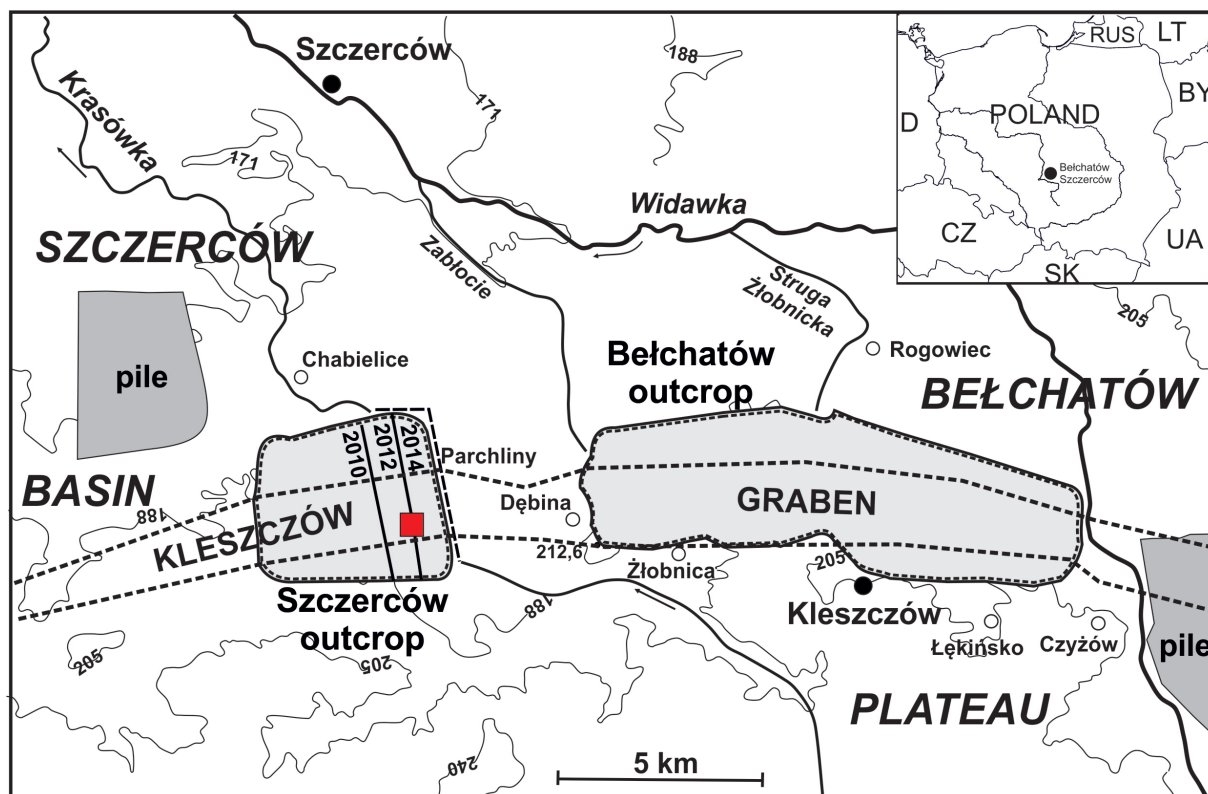 Szczerców
188
171
Krasówka
171
Widawka
SZCZERCÓW
Zabłocie
Struga
Żłobnicka
RUS
LT
BY
D
POLAND
Bełchatów
Szczerców
CZ
UA
SK
205
pile
Chabielice
Bełchatów
outcrop
Rogowiec
BEŁCHATÓW
2010
2012
2014
Parchliny
BASIN
188
KLESZCZÓW
Dębina
GRABEN
212,6
Żłobnica
205
Szczerców
outcrop
188
Kleszczów
205
205
Łękińsko
Czyżów
pile
PLATEAU
240
5 km